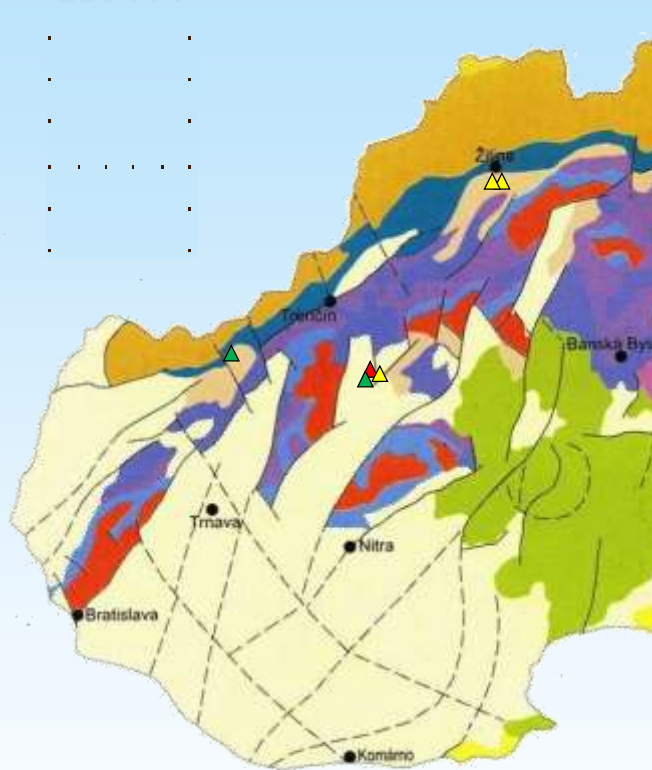 Žilina
Trenčín
Banská Bys
Trnava
Nitra
Bratislava
Komárno